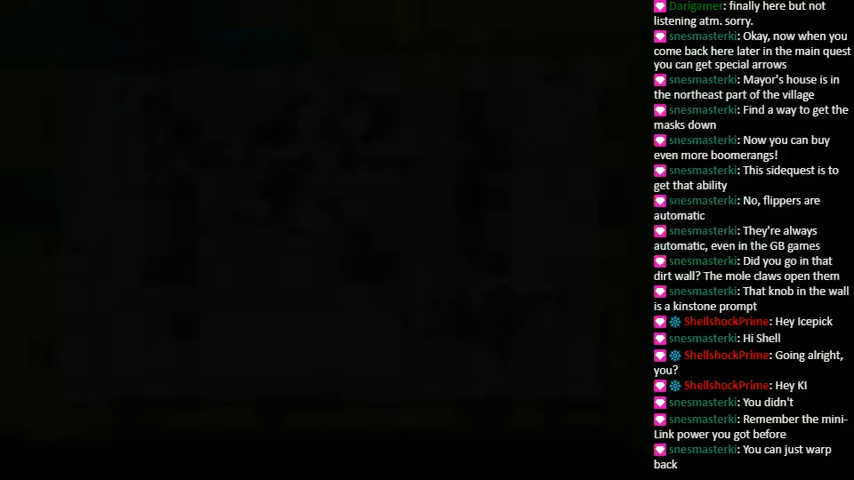 Darigamer: finally here but not
listening atm. sorry.
snesmasterki: Okay, now when you
come back here later in the main quest
you can get special arrows
snesmasterki: Mayor's house is in
the northeast part of the village
snesmasterki: Find a way to get the
masks down
snesmasterki: Now you can buy
even more boomerangs!
snesmasterki: This sidequest is to
get that ability
snesmasterki: No, flippers are
automatic
snesmasterki: They're always
automatic, even in the GB games
snesmasterki: Did you go in that
dirt wall? The mole claws open them
snesmasterki: That knob in the wall
is a kinstone prompt
ShellshockPrime: Hey Icepick
snesmasterki: Hi Shell
ShellshockPrime: Going alright,
you?
ShellshockPrime: Hey KI
snesmasterki: You didn't
snesmasterki: Remember the mini-
Link power you got before
snesmasterki: You can just warp
back